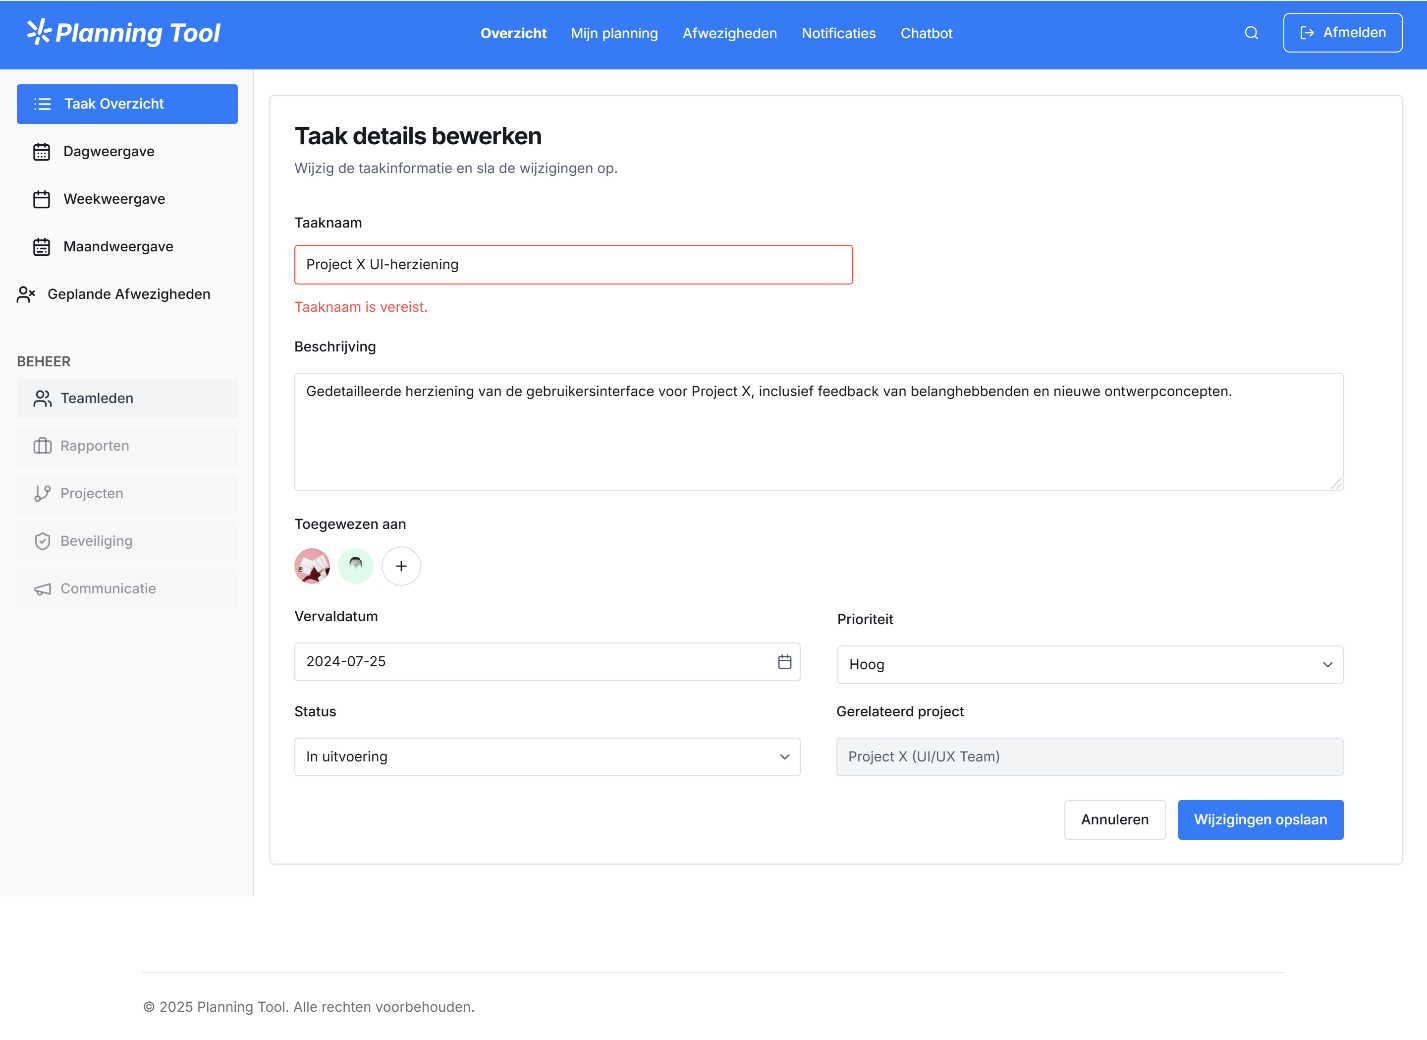 Planning Tool
Overzicht Mijn planning Afwezigheden Notificaties Chatbot
Afmelden
Taak Overzicht
Dagweergave
Weekweergave
Maandweergave
Geplande Afwezigheden
BEHEER
Teamleden
Rapporten
Projecten
Beveiliging
Communicatie
Taak details bewerken
Wijzig de taakinformatie en sla de wijzigingen op.
Taaknaam
Project X UI-herziening
Taaknaam is vereist.
Beschrijving
Gedetailleerde herziening van de gebruikersinterface voor Project X, inclusief feedback van belanghebbenden en nieuwe ontwerpconcepten.
Toegewezen aan
Vervaldatum
2024-07-25
Prioriteit
Hoog
Status
In uitvoering
Gerelateerd project
Project X (UI/UX Team)
Annuleren
Wijzigingen opslaan
© 2025 Planning Tool. Alle rechten voorbehouden.